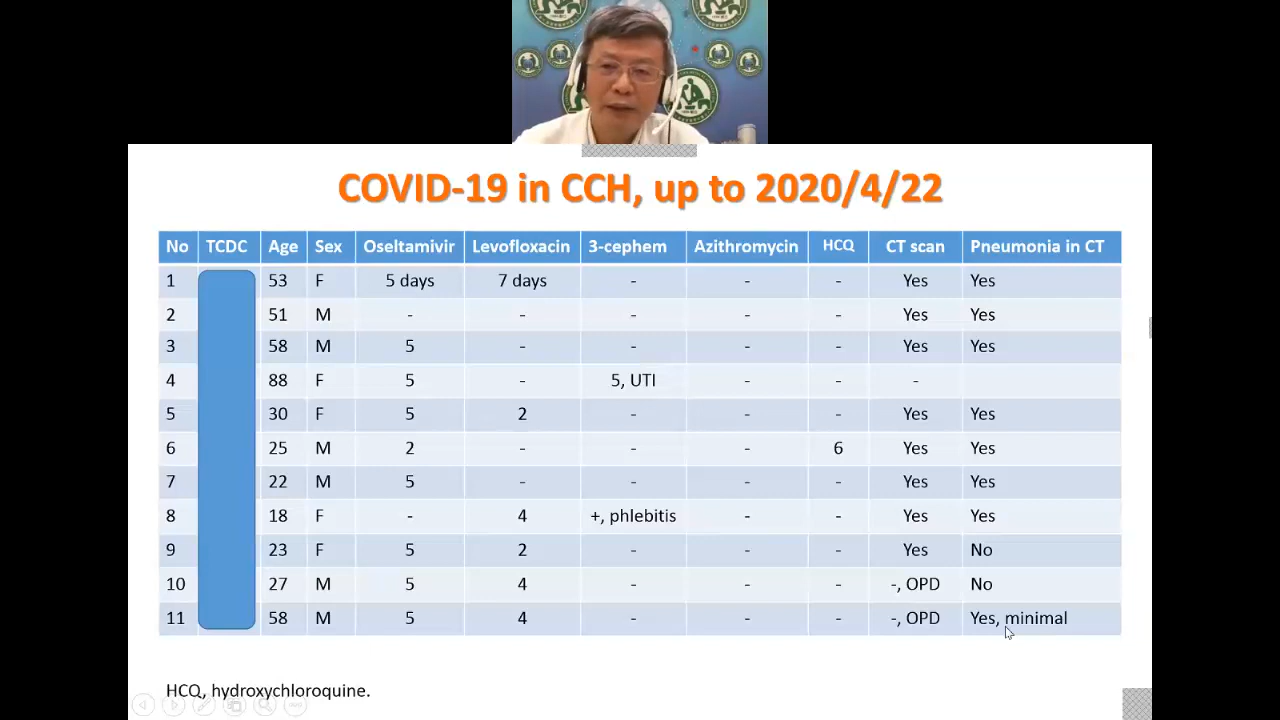 COVID-19 in CCH, up to 2020/4/22
No TCDC Age Sex Oseltamivir Levofloxacin 3-cephem Azithromycin HCQ CT scan Pneumonia in CT
1 53 F 5 days 7 days - - - Yes Yes
2 51 M - - - - - Yes Yes
3 58 M 5 - - - - Yes Yes
4 88 F 5 - 5, UTI - - -
5 30 F 5 2 - - - Yes Yes
6 25 M 2 - - - 6 Yes Yes
7 22 M 5 - - - - Yes Yes
8 18 F - 4 +, phlebitis - - Yes Yes
9 23 F 5 2 - - - Yes No
10 27 M 5 4 - - - -, OPD No
11 58 M 5 4 - - - -, OPD Yes, minimal
HCQ, hydroxychloroquine.